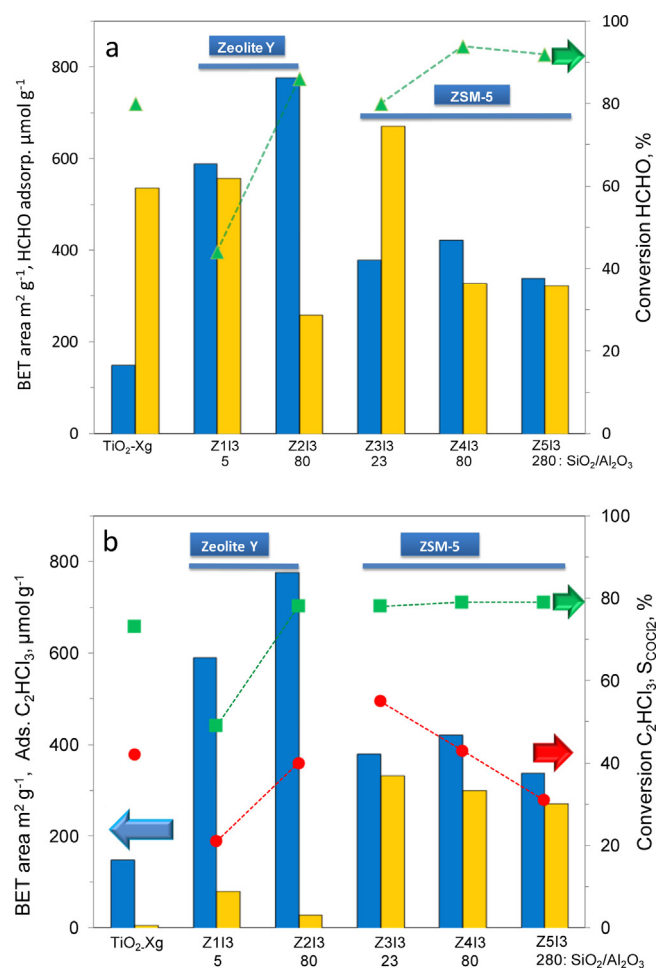 a
Zeolite Y
ZSM-5
BET area m² g⁻¹, HCHO adsorp. µmol g⁻¹
Conversion HCHO, %
800
600
400
200
0
100%
80
60
40
20
0
TiO₂-Xg Z1I3 Z2I3 Z3I3 Z4I3 Z5I3
5 80 23 80 280 : SiO₂/Al₂O₃
b
Zeolite Y
ZSM-5
BET area m² g⁻¹, Ads. C₂HCl₃, µmol g⁻¹
Conversion C₂HCl₃, S_COCl2, %
800
600
400
200
0
100
80
60
40
20
0
TiO₂-Xg Z1I3 Z2I3 Z3I3 Z4I3 Z5I3
5 80 23 80 280: SiO₂/Al₂O₃